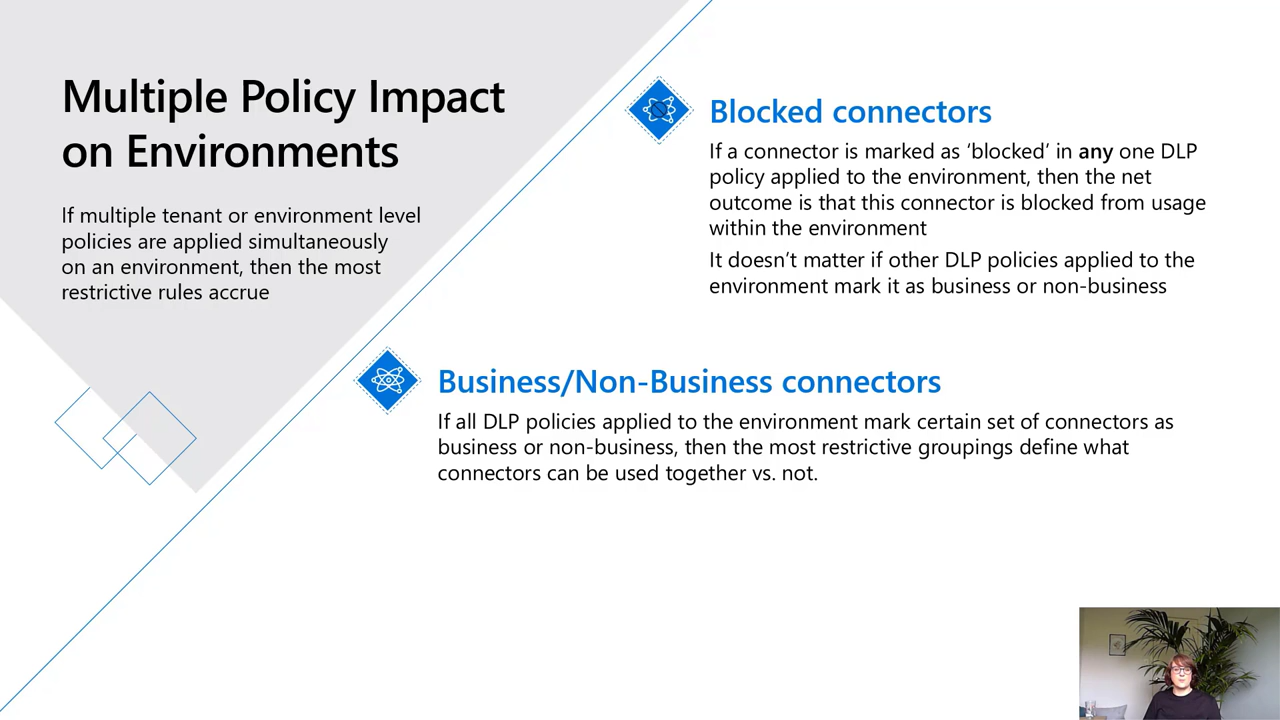 Multiple Policy Impact
on Environments
If multiple tenant or environment level
policies are applied simultaneously
on an environment, then the most
restrictive rules accrue
Blocked connectors
If a connector is marked as ‘blocked’ in any one DLP
policy applied to the environment, then the net
outcome is that this connector is blocked from usage
within the environment
It doesn’t matter if other DLP policies applied to the
environment mark it as business or non-business
Business/Non-Business connectors
If all DLP policies applied to the environment mark certain set of connectors as
business or non-business, then the most restrictive groupings define what
connectors can be used together vs. not.